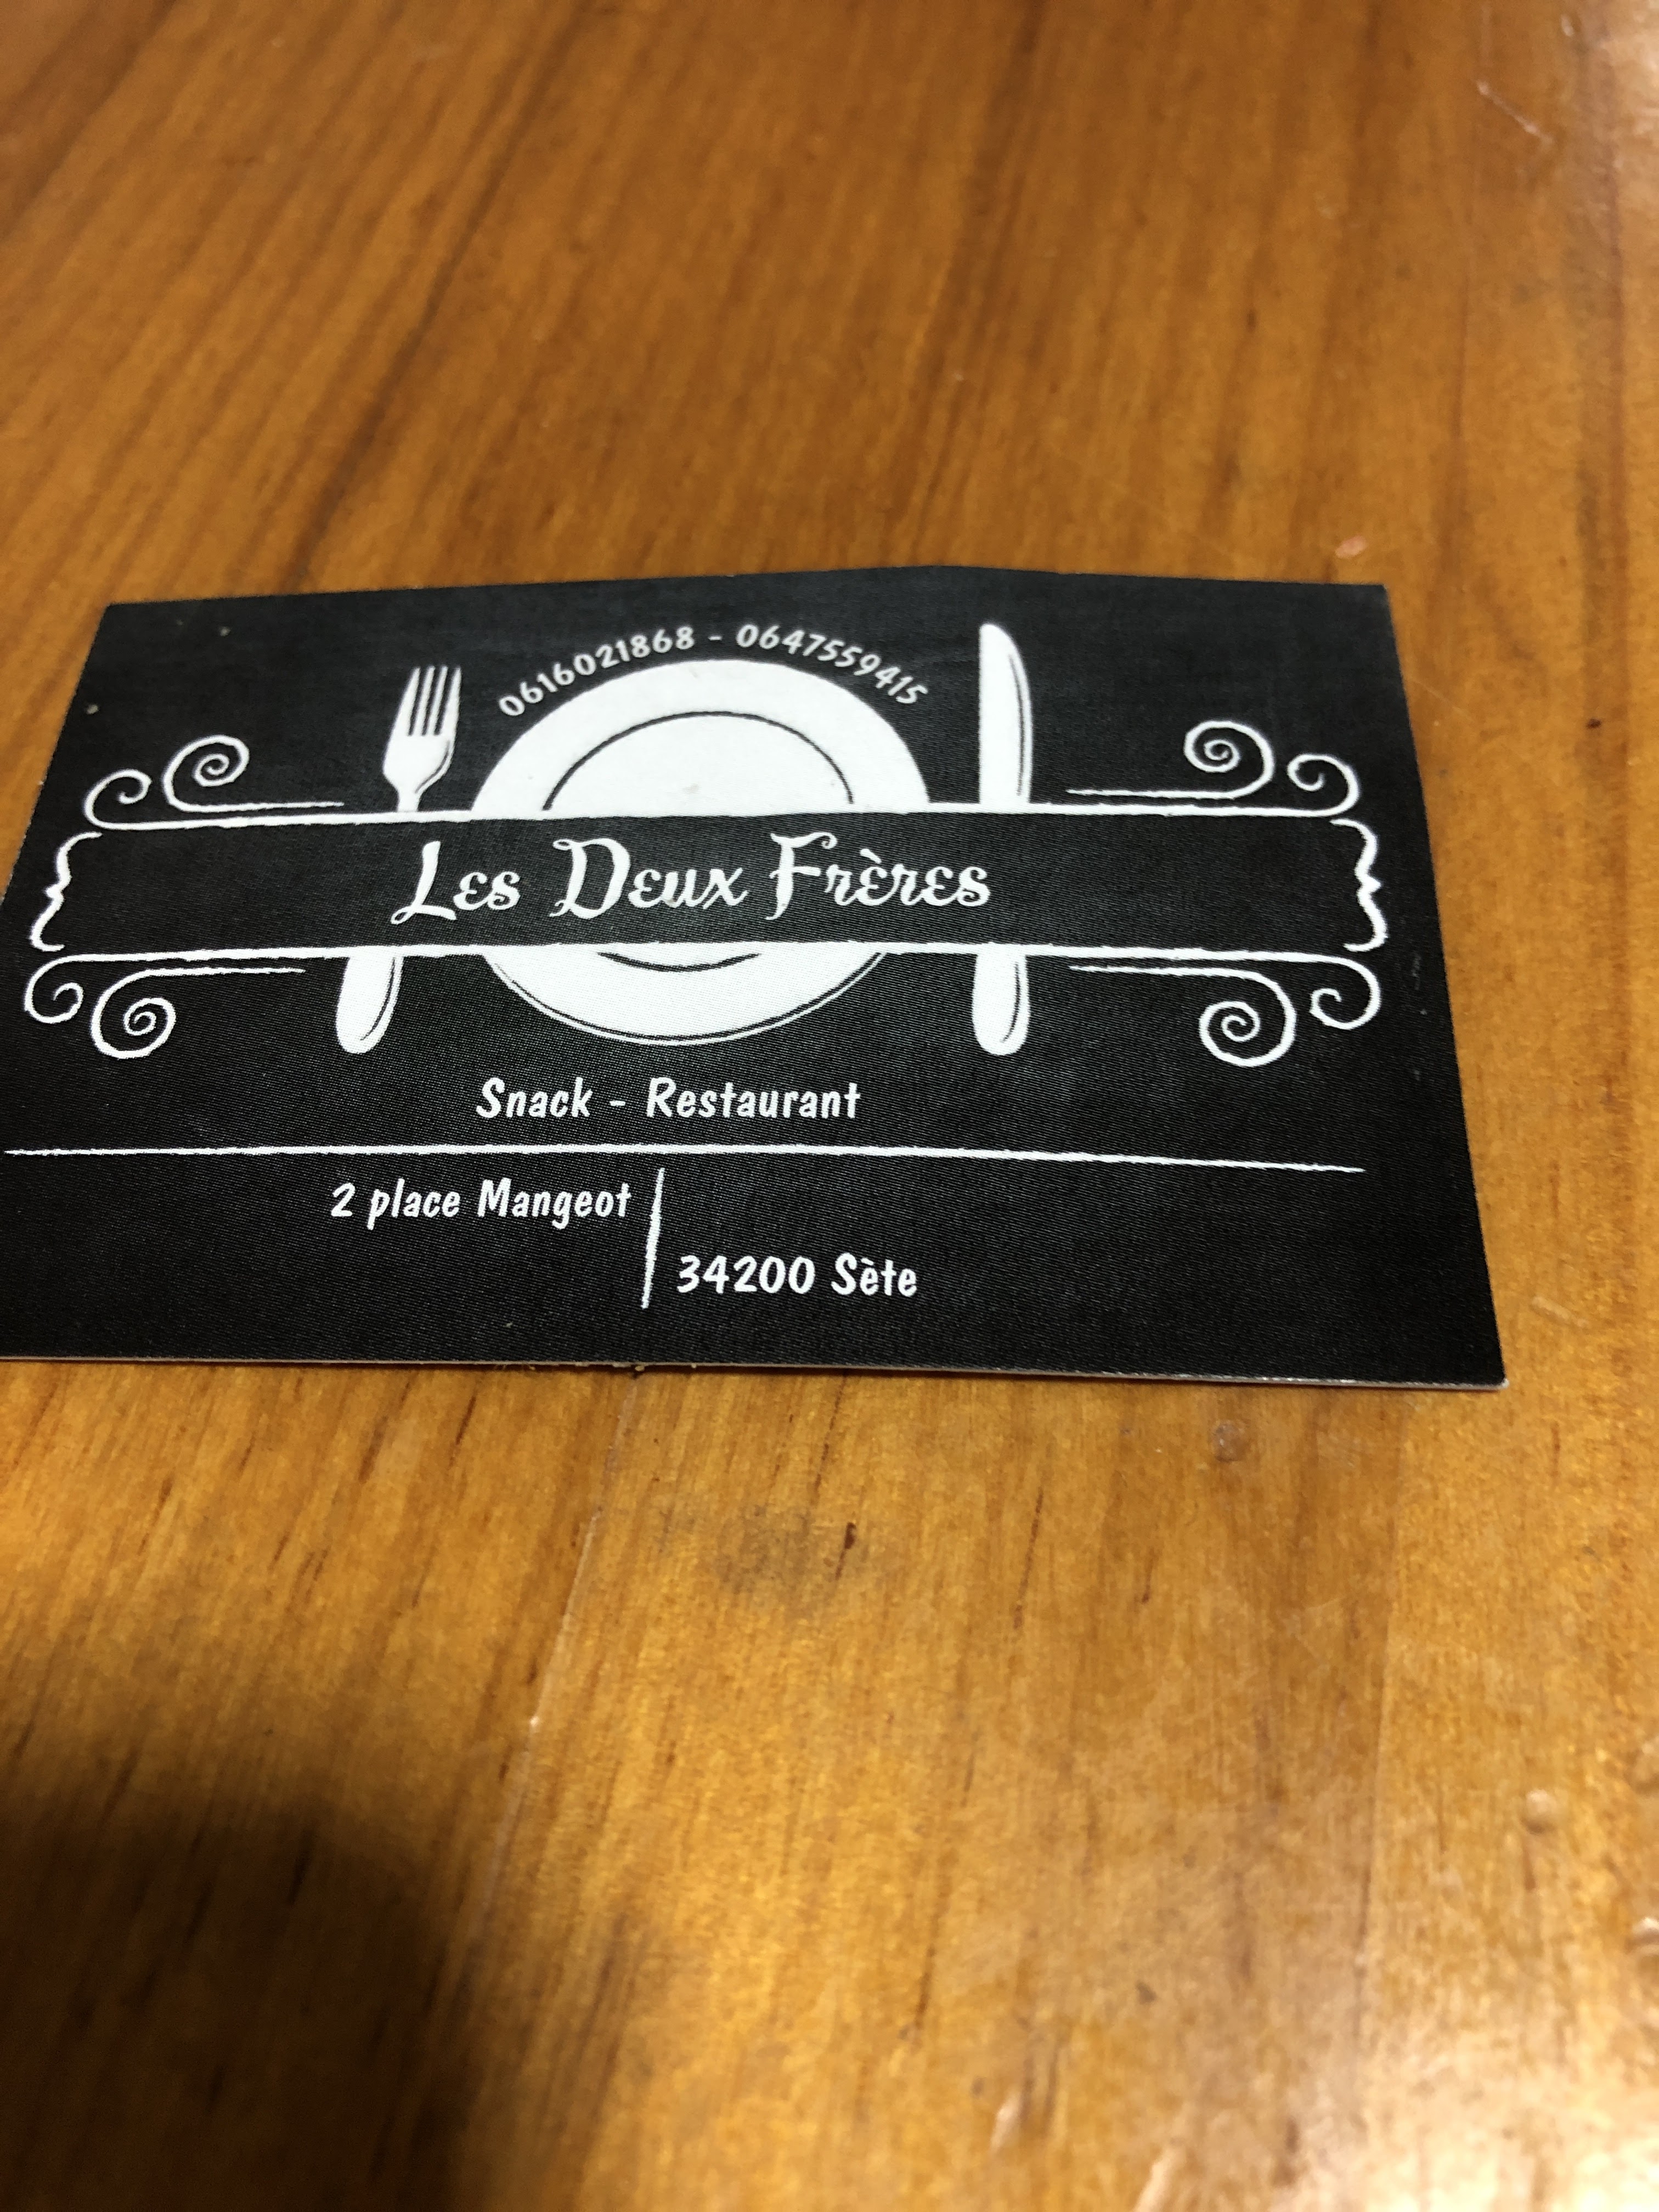 0616021868 - 0647559415
Les Deux Frères
Snack - Restaurant
2 place Mangeot
34200 Sète